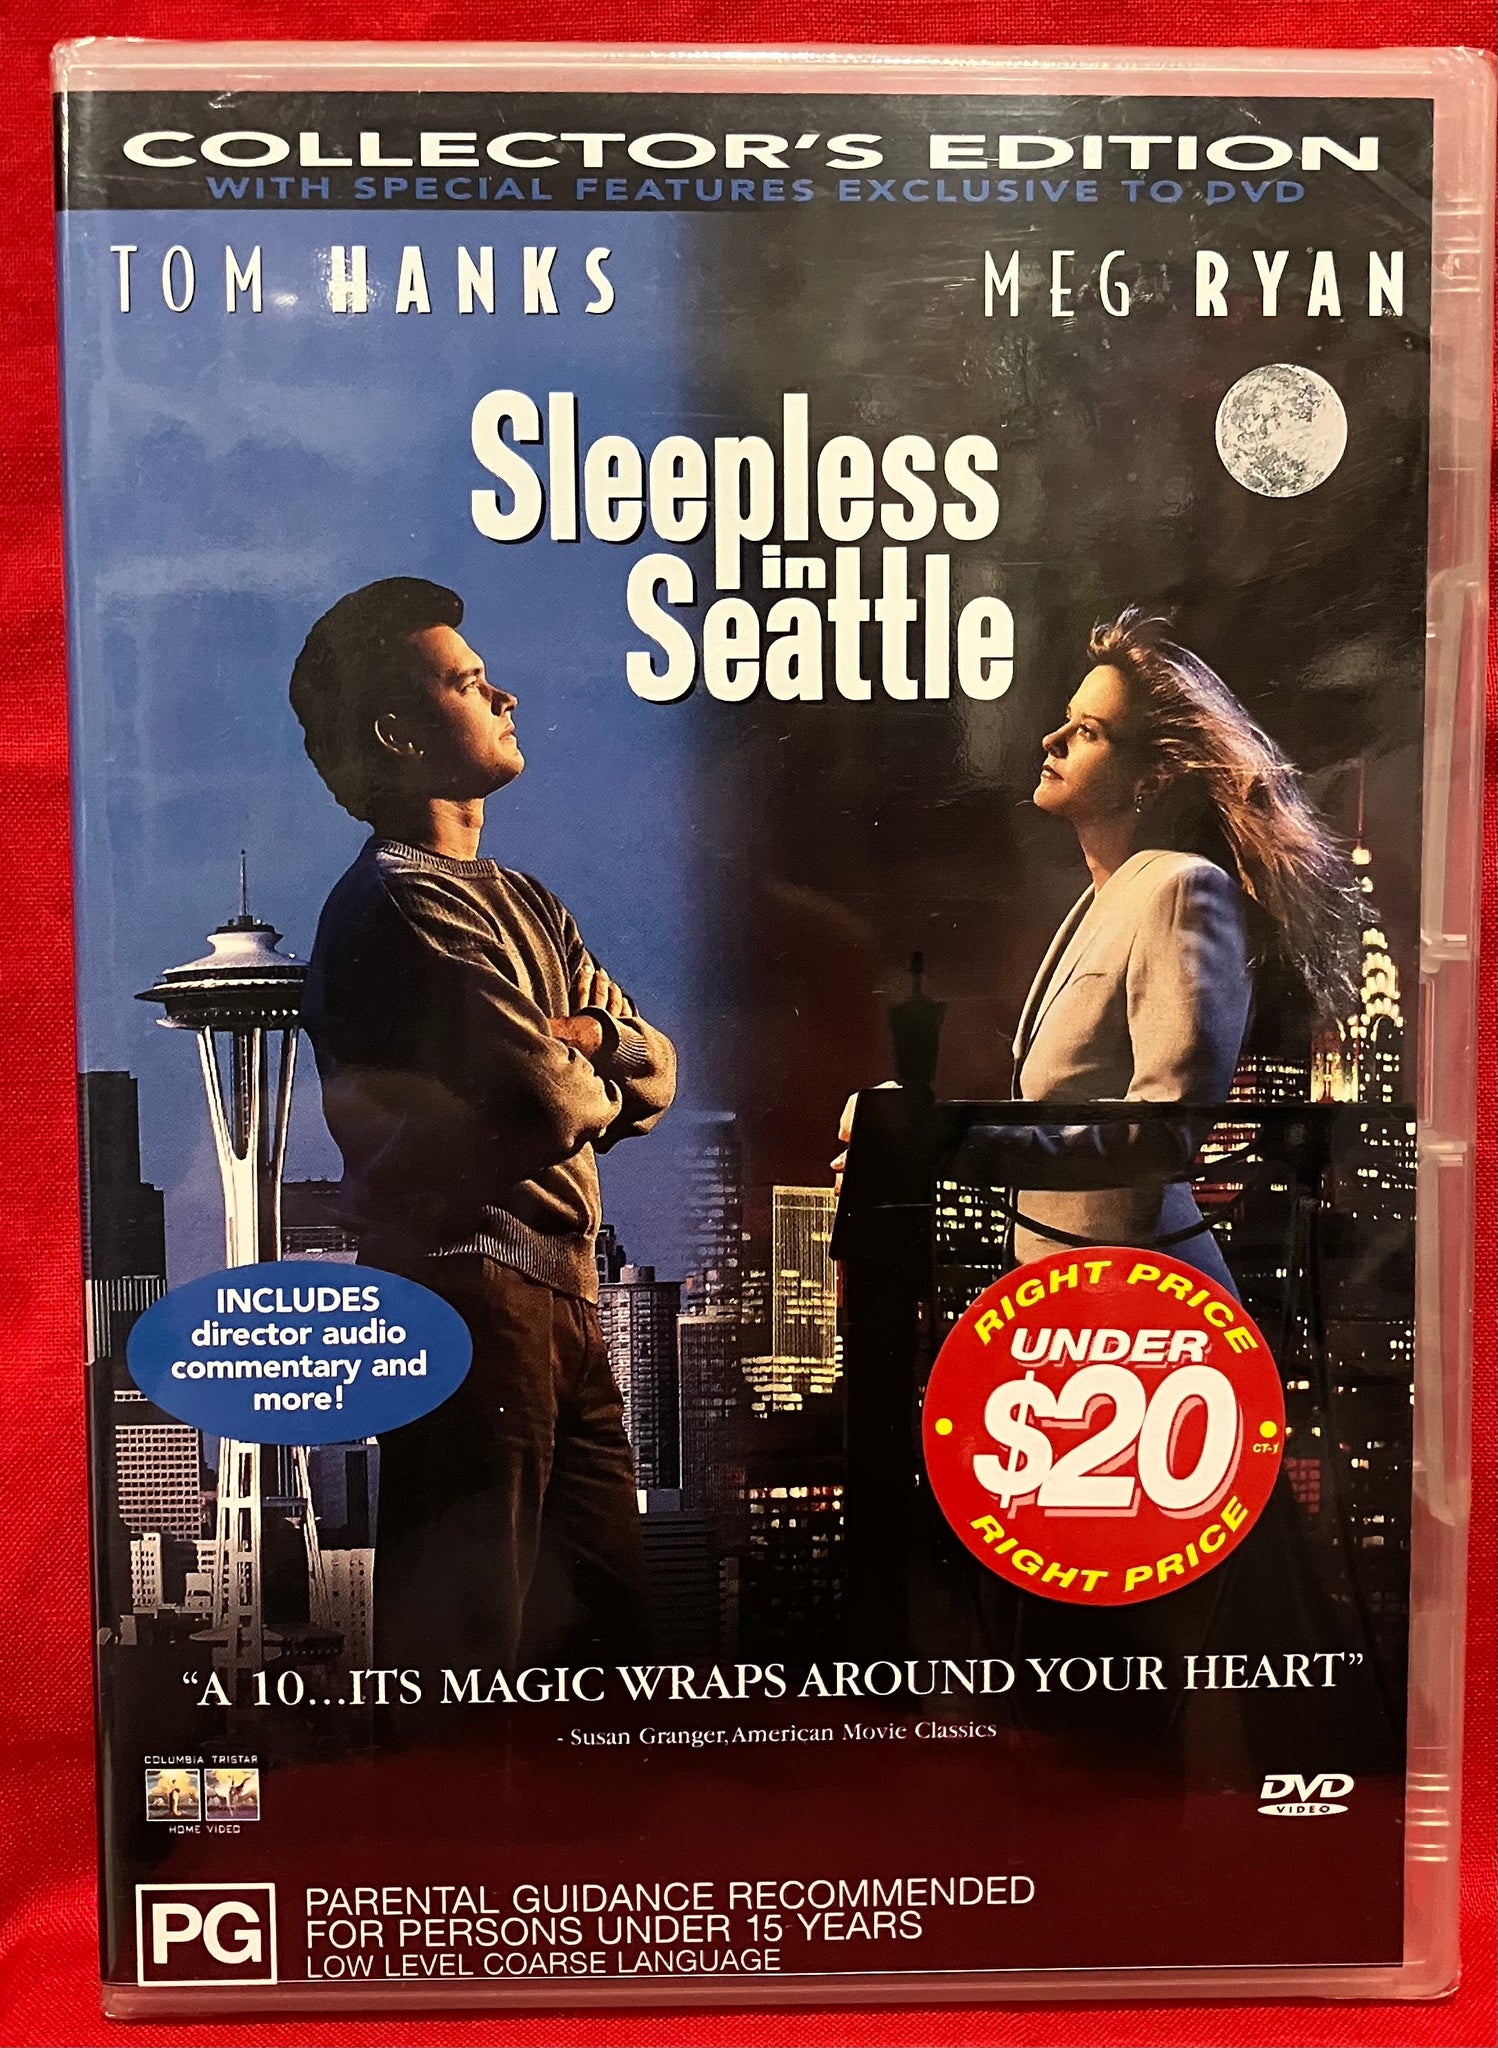 COLLECTOR'S EDITION
WITH SPECIAL FEATURES EXCLUSIVE TO DVD
TOM HANKS
MEG RYAN
Sleepless
in
Seattle
INCLUDES
director audio
commentary and
more!
RIGHT PRICE
UNDER
$20
CT-1
RIGHT PRICE
“A 10...ITS MAGIC WRAPS AROUND YOUR HEART”
- Susan Granger, American Movie Classics
COLUMBIA TRISTAR
HOME VIDEO
DVD
VIDEO
PG
PARENTAL GUIDANCE RECOMMENDED
FOR PERSONS UNDER 15 YEARS
LOW LEVEL COARSE LANGUAGE